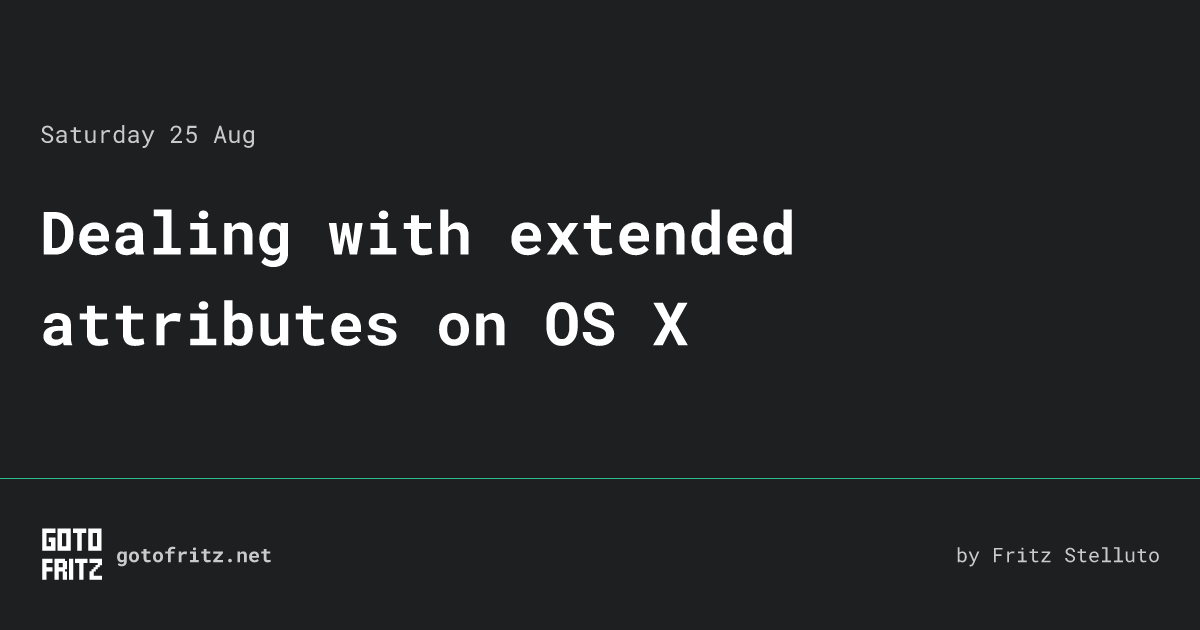 Saturday 25 Aug
Dealing with extended
attributes on OS X
GOTO
FRITZ
gotofritz.net
by Fritz Stelluto